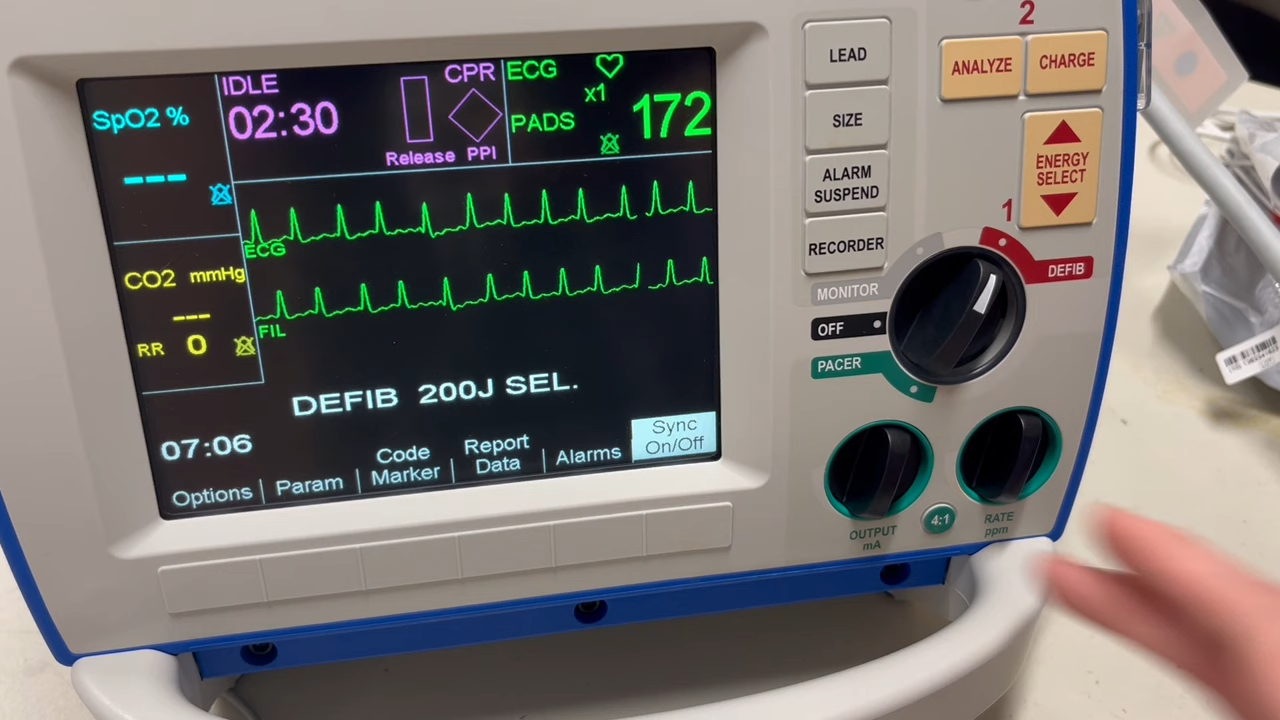 SpO2 %
---
IDLE
02:30
CPR
Release PPI
ECG
x1
PADS
172
ECG
CO2 mmHg
---
RR 0
FIL
DEFIB 200J SEL.
07:06
Options
Param
Code
Marker
Report
Data
Alarms
Sync
On/Off
LEAD
SIZE
ALARM
SUSPEND
RECORDER
2
ANALYZE
CHARGE
ENERGY
SELECT
1
DEFIB
MONITOR
OFF
PACER
OUTPUT
mA
4:1
RATE
ppm